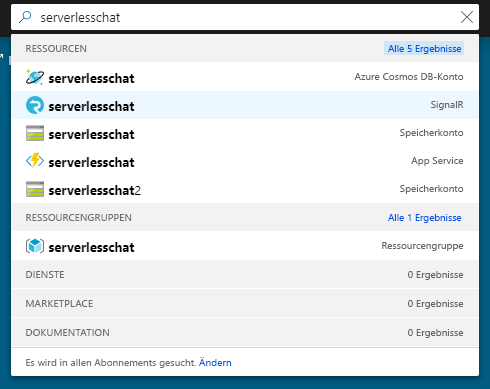 serverlesschat
RESSOURCEN Alle 5 Ergebnisse
serverlesschat Azure Cosmos DB-Konto
serverlesschat SignalR
serverlesschat Speicherkonto
serverlesschat App Service
serverlesschat2 Speicherkonto
RESSOURCENGRUPPEN Alle 1 Ergebnisse
serverlesschat Ressourcengruppe
DIENSTE 0 Ergebnisse
MARKETPLACE 0 Ergebnisse
DOKUMENTATION 0 Ergebnisse
Es wird in allen Abonnements gesucht. Ändern